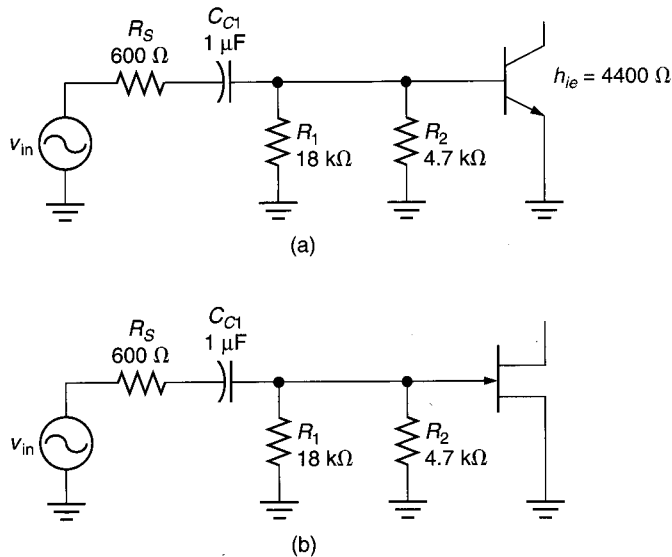 C_C1
1 μF
R_S
600 Ω
v_in
R_1
18 kΩ
R_2
4.7 kΩ
h_ie = 4400 Ω
(a)
C_C1
1 μF
R_S
600 Ω
v_in
R_1
18 kΩ
R_2
4.7 kΩ
(b)